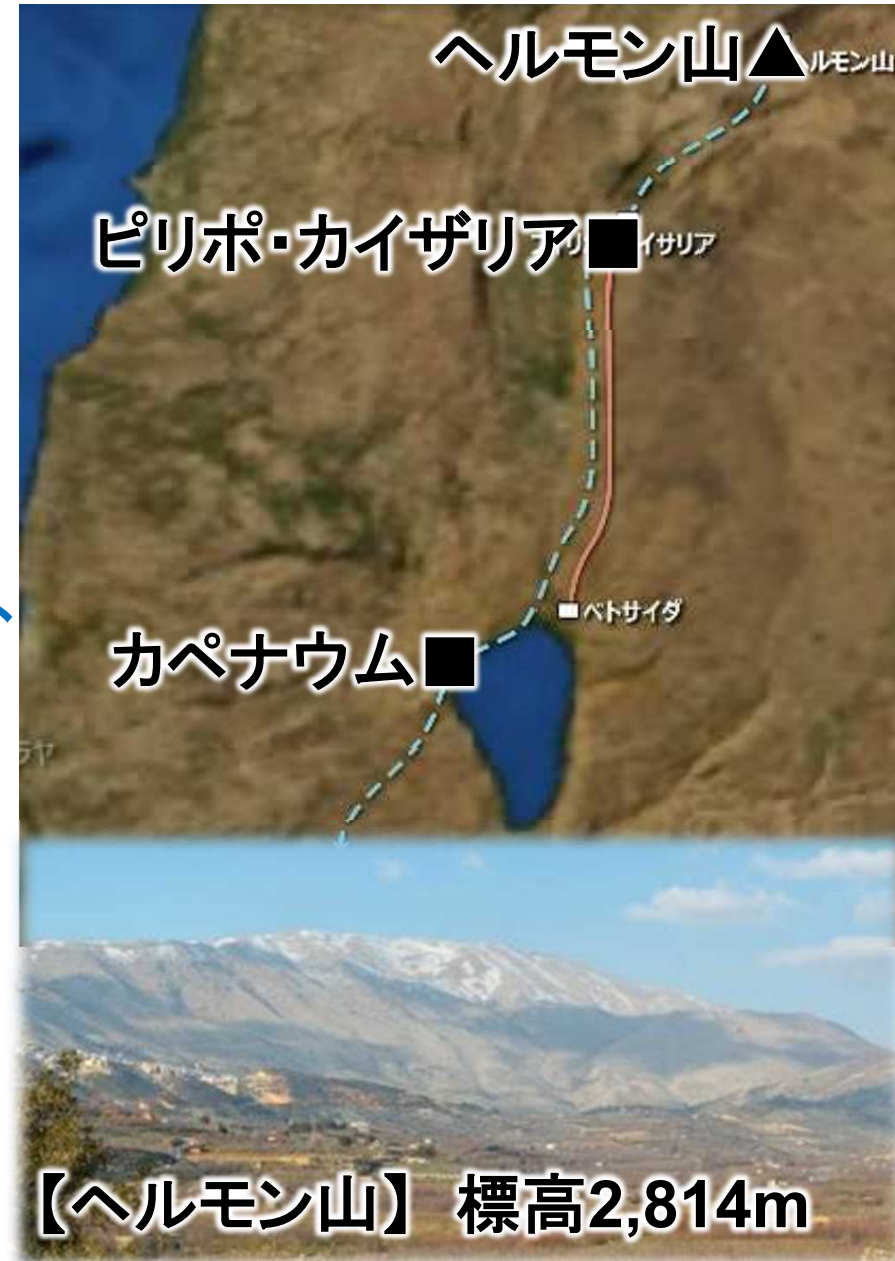 ヘルモン山▲ ルモン山
ピリポ・カイザリア■ イサリア
■ベトサイダ
カペナウム■
ラヤ
【ヘルモン山】 標高2,814m